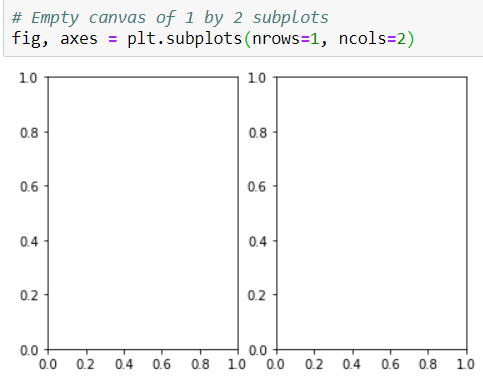 # Empty canvas of 1 by 2 subplots
fig, axes = plt.subplots(nrows=1, ncols=2)
1.0 1.0
0.8 0.8
0.6 0.6
0.4 0.4
0.2 0.2
0.0 0.0
0.0 0.2 0.4 0.6 0.8 1.0 0.0 0.2 0.4 0.6 0.8 1.0